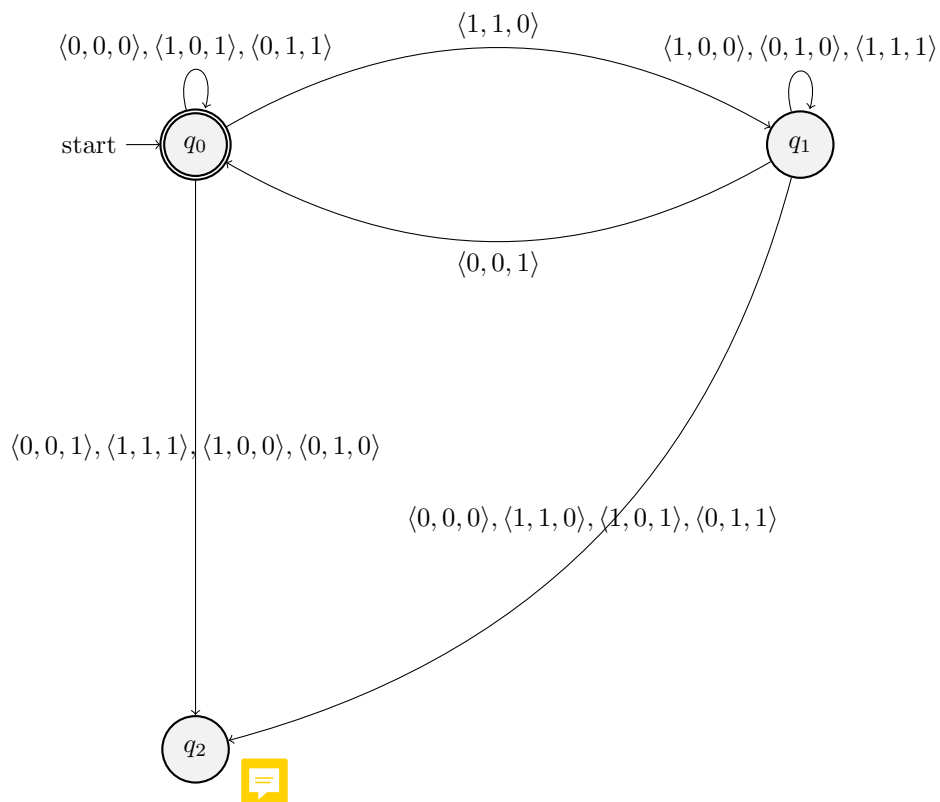 ⟨1, 1, 0⟩
⟨0, 0, 0⟩, ⟨1, 0, 1⟩, ⟨0, 1, 1⟩
⟨1, 0, 0⟩, ⟨0, 1, 0⟩, ⟨1, 1, 1⟩
start
q₀
q₁
⟨0, 0, 1⟩
⟨0, 0, 1⟩, ⟨1, 1, 1⟩, ⟨1, 0, 0⟩, ⟨0, 1, 0⟩
⟨0, 0, 0⟩, ⟨1, 1, 0⟩, ⟨1, 0, 1⟩, ⟨0, 1, 1⟩
q₂